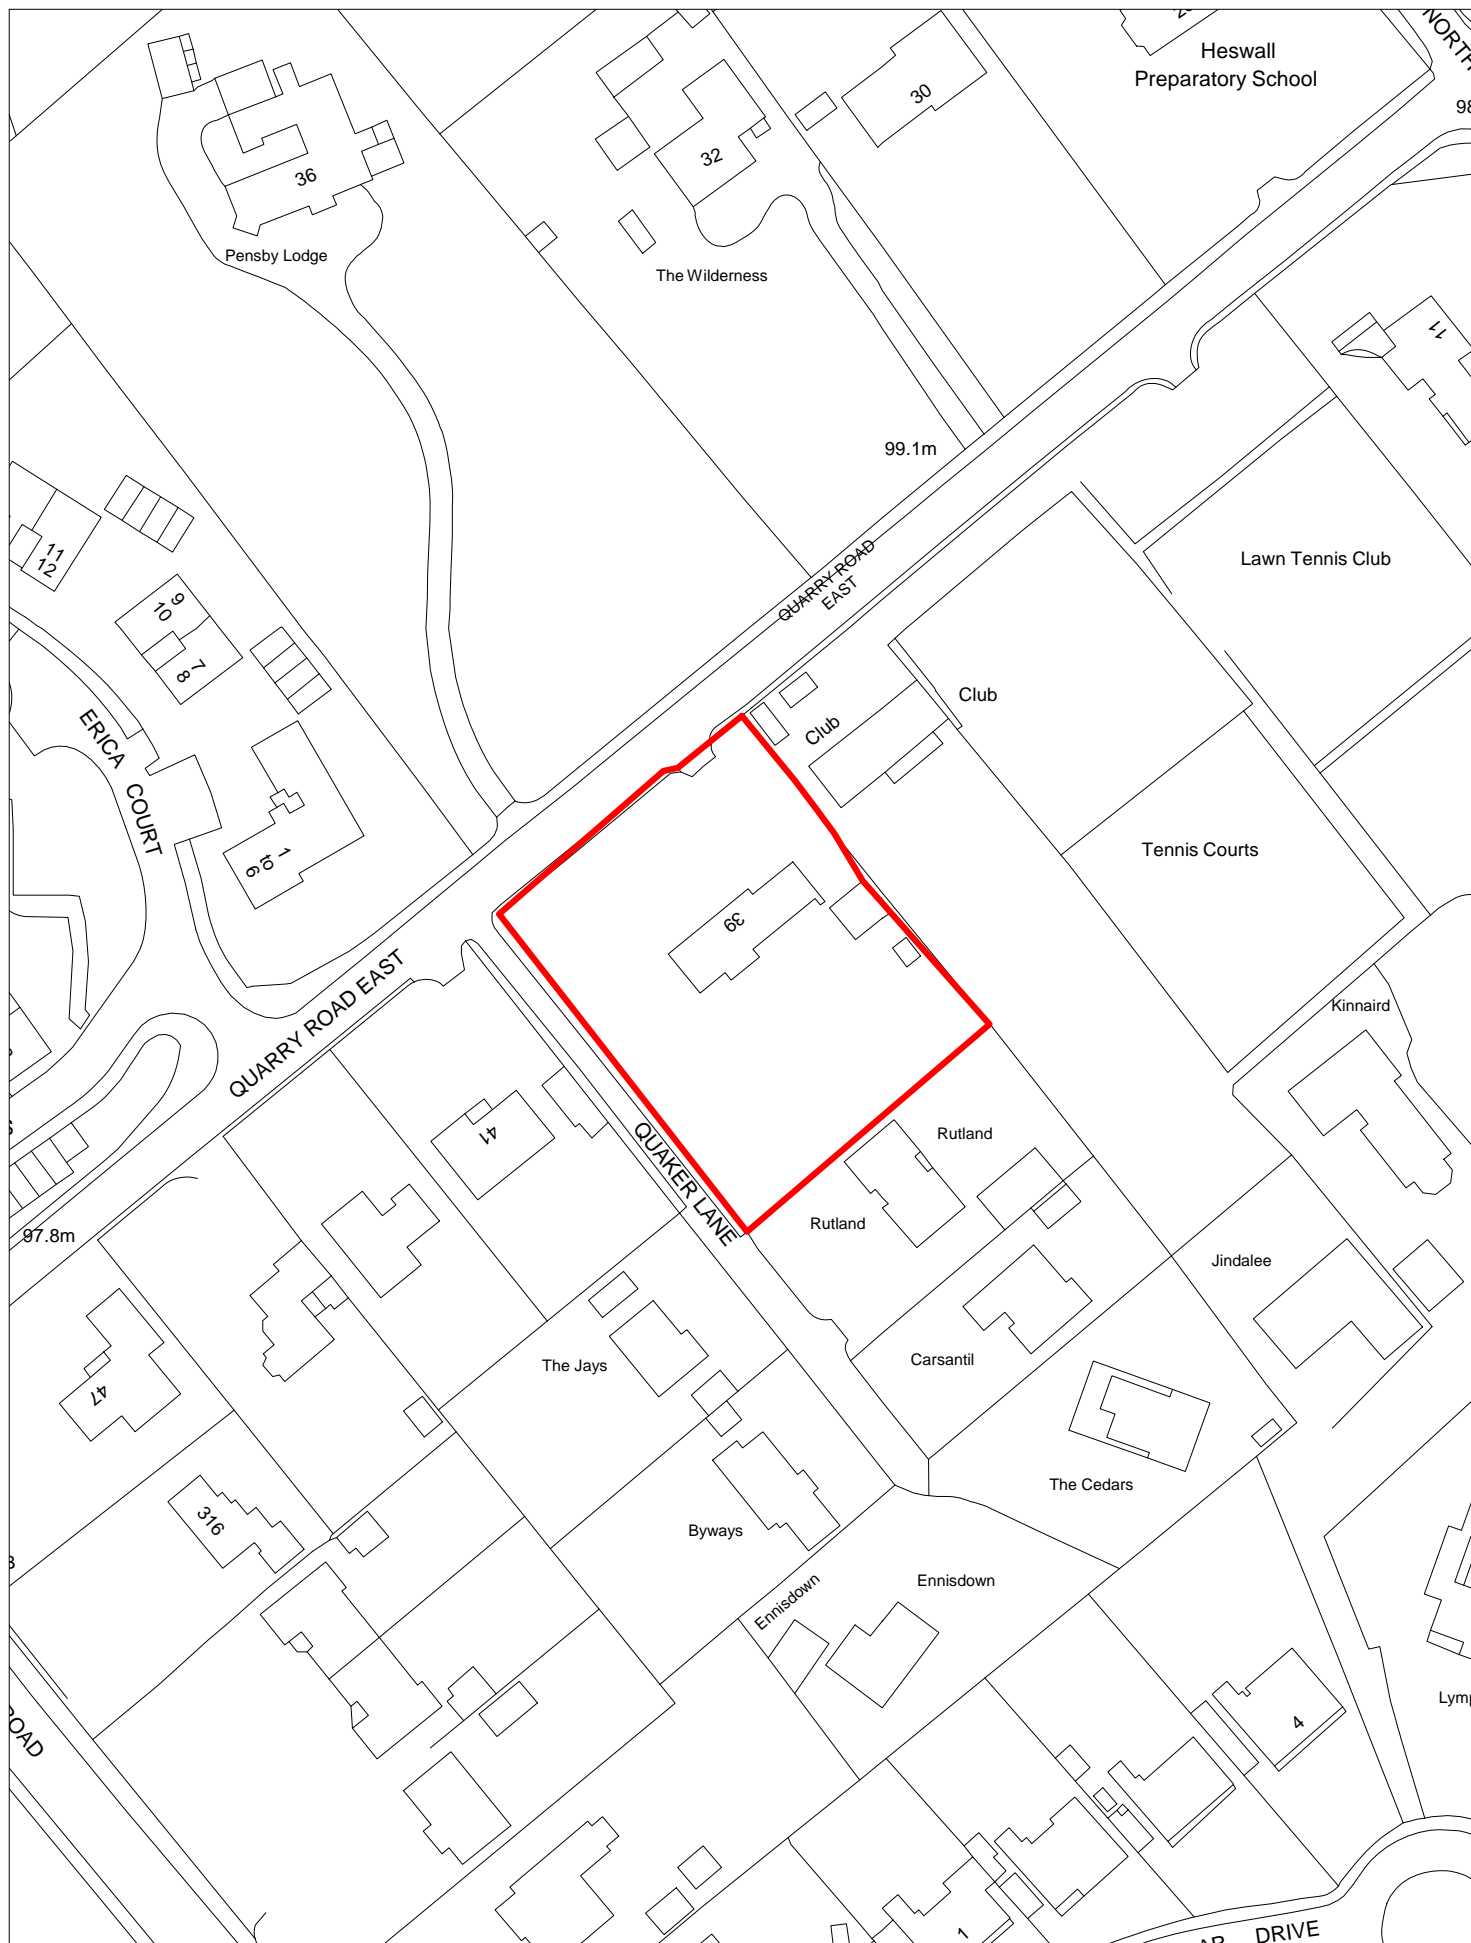 Heswall
Preparatory School
30
32
36
Pensby Lodge
The Wilderness
11
99.1m
QUARRY ROAD
EAST
Lawn Tennis Club
11
12
9
10
7
8
ERICA COURT
1 to 6
Club
Club
Tennis Courts
39
QUARRY ROAD EAST
Kinnaird
41
QUAKER LANE
Rutland
Rutland
97.8m
Jindalee
The Jays
Carsantil
47
The Cedars
316
Byways
Ennisdown
Ennisdown
4
1
DRIVE